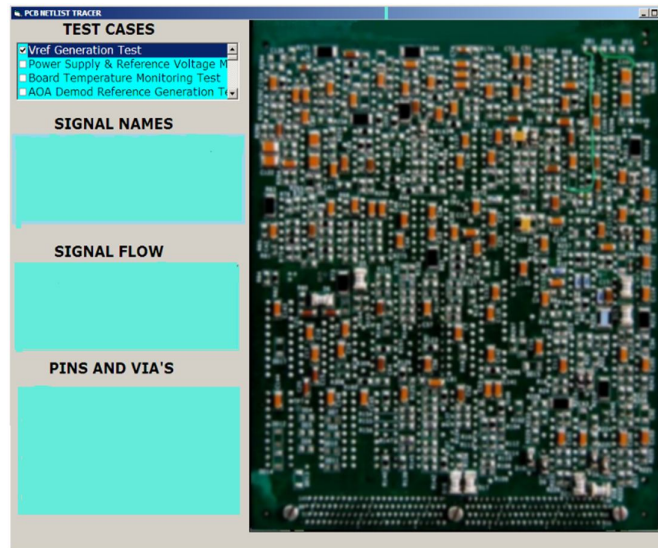 PCB NETLIST TRACER
TEST CASES
Vref Generation Test
Power Supply & Reference Voltage M
Board Temperature Monitoring Test
AOA Demod Reference Generation Te
SIGNAL NAMES
SIGNAL FLOW
PINS AND VIA'S